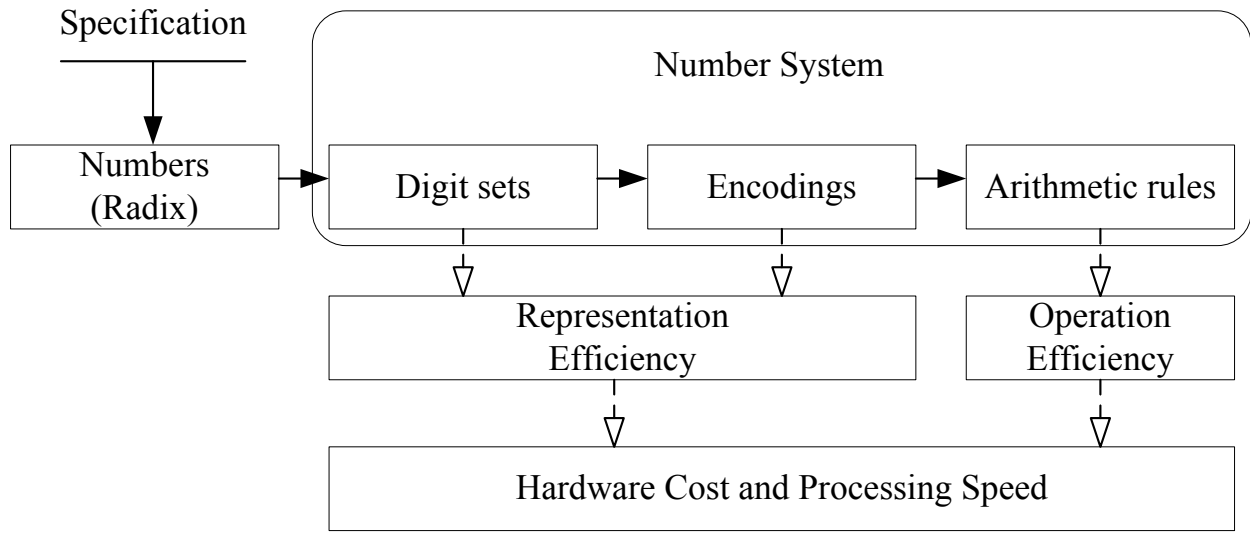 Specification
Number System
Numbers
(Radix)
Digit sets
Encodings
Arithmetic rules
Representation
Efficiency
Operation
Efficiency
Hardware Cost and Processing Speed